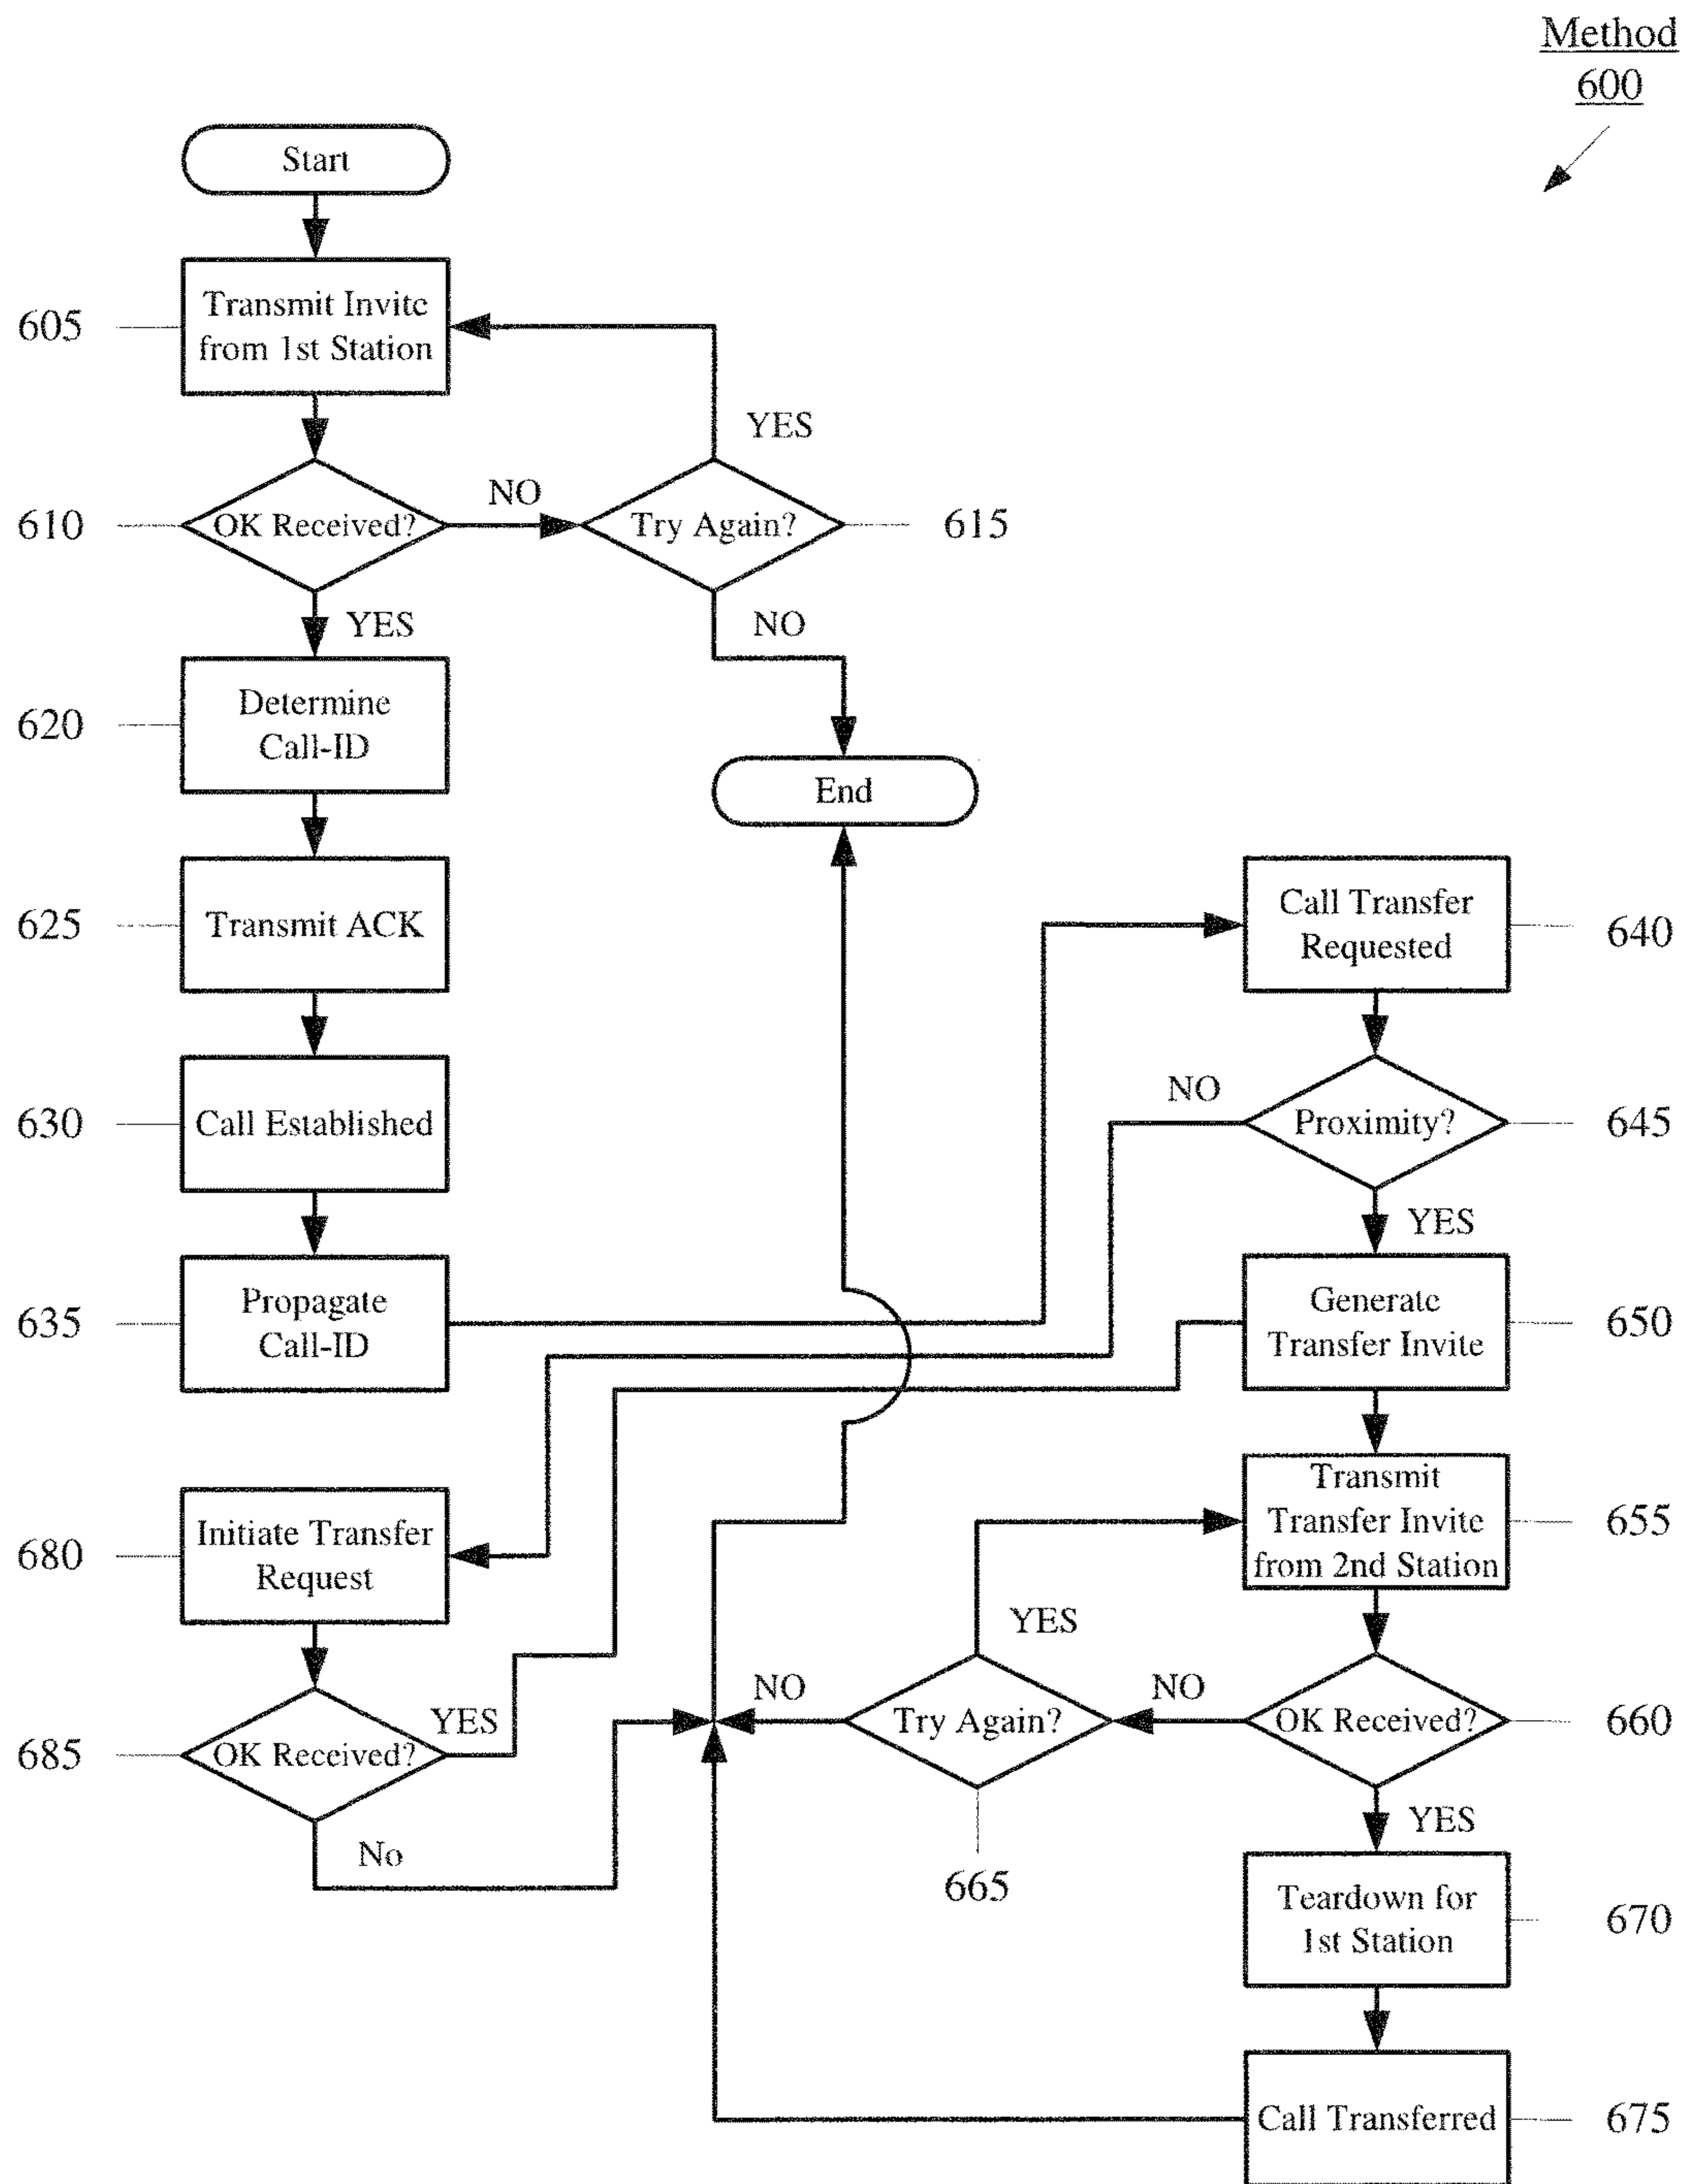 Method
600
Start
605
Transmit Invite
from 1st Station
YES
610
OK Received?
NO
Try Again?
615
YES
NO
620
Determine
Call-ID
End
625
Transmit ACK
Call Transfer
Requested
640
630
Call Established
NO
Proximity?
645
YES
635
Propagate
Call-ID
Generate
Transfer Invite
650
Transmit
Transfer Invite
from 2nd Station
655
680
Initiate Transfer
Request
YES
685
OK Received?
YES
NO
Try Again?
NO
OK Received?
660
No
YES
665
Teardown for
1st Station
670
Call Transferred
675